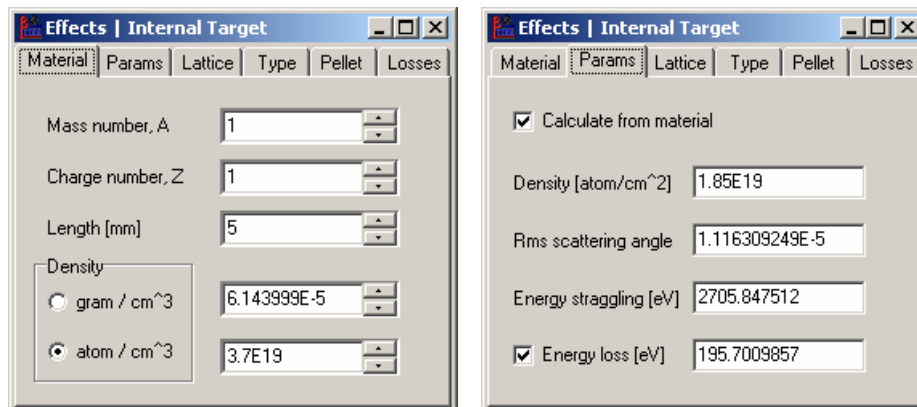 Effects | Internal Target
Material Params Lattice Type Pellet Losses
Mass number, A 1
Charge number, Z 1
Length [mm] 5
Density
gram / cm^3 6.143999E-5
atom / cm^3 3.7E19
Effects | Internal Target
Material Params Lattice Type Pellet Losses
Calculate from material
Density [atom/cm^2] 1.85E19
Rms scattering angle 1.116309249E-5
Energy straggling [eV] 2705.847512
Energy loss [eV] 195.7009857